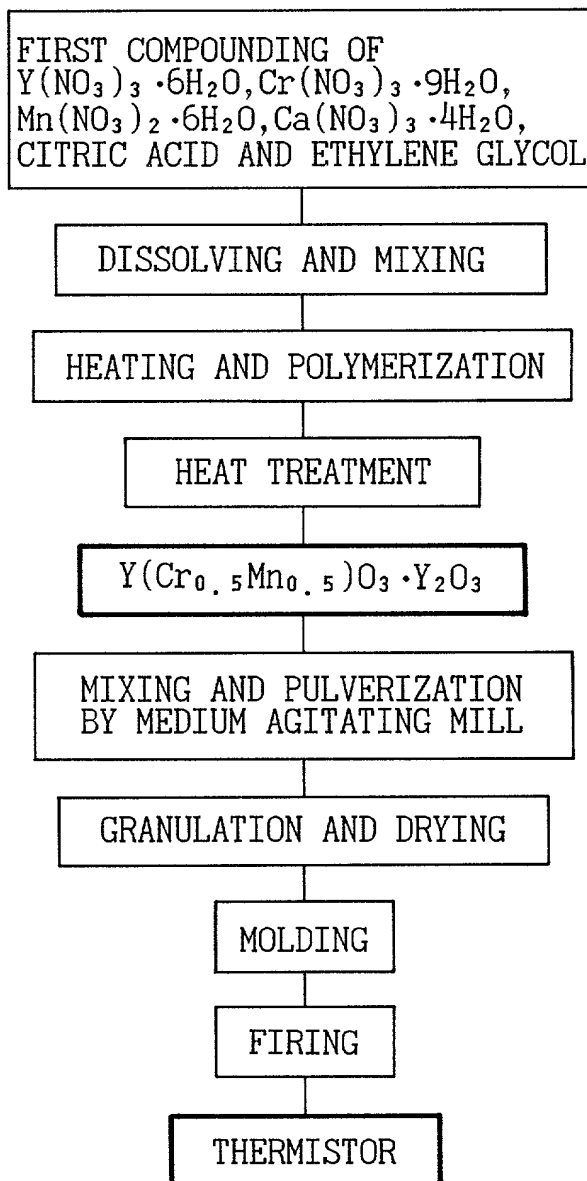 FIRST COMPOUNDING OF
Y(NO₃)₃·6H₂O,Cr(NO₃)₃·9H₂O,
Mn(NO₃)₂·6H₂O,Ca(NO₃)₃·4H₂O,
CITRIC ACID AND ETHYLENE GLYCOL
DISSOLVING AND MIXING
HEATING AND POLYMERIZATION
HEAT TREATMENT
Y(Cr₀.₅Mn₀.₅)O₃·Y₂O₃
MIXING AND PULVERIZATION
BY MEDIUM AGITATING MILL
GRANULATION AND DRYING
MOLDING
FIRING
THERMISTOR